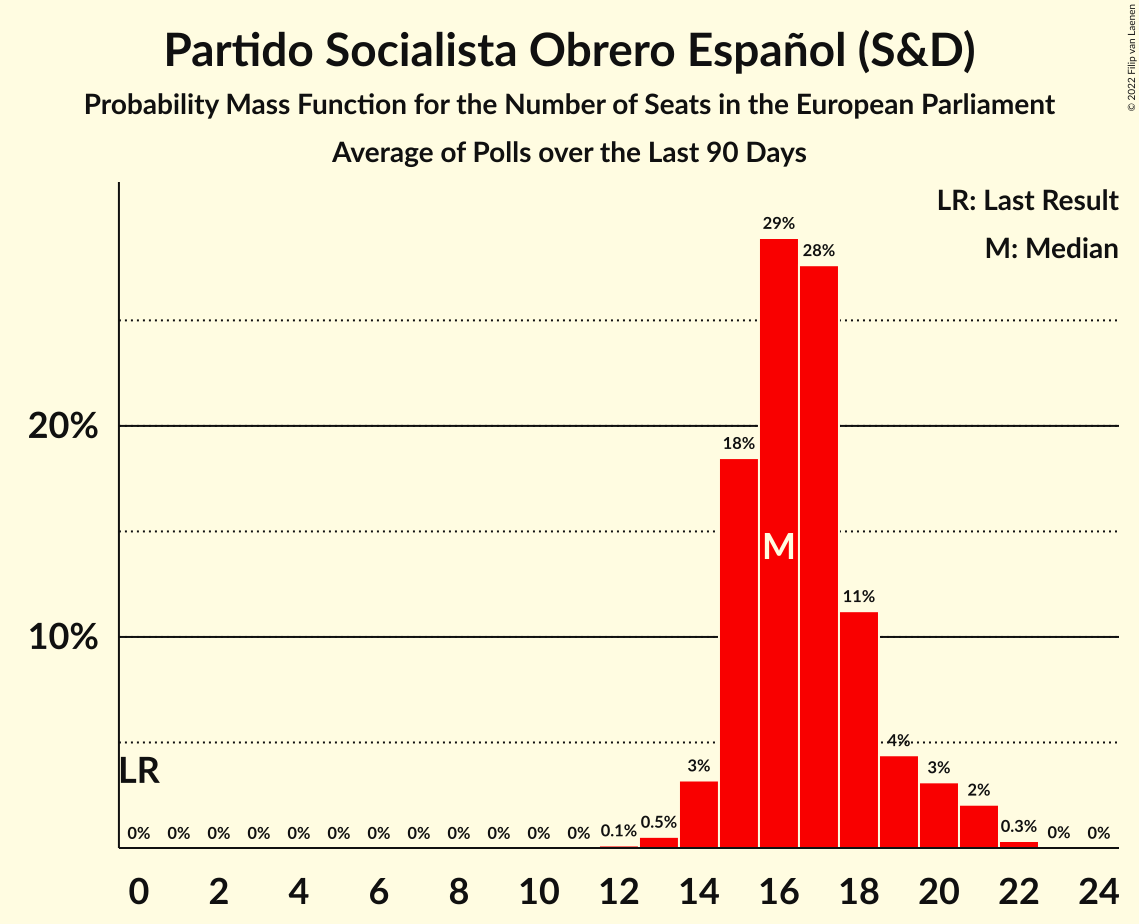 Partido Socialista Obrero Español (S&D)
Probability Mass Function for the Number of Seats in the European Parliament
Average of Polls over the Last 90 Days
© 2022 Filip van Laenen
LR: Last Result
M: Median
29%
28%
20%
18%
M
11%
10%
LR
4%
3%
3%
2%
0% 0% 0% 0% 0% 0% 0% 0% 0% 0% 0% 0% 0.1% 0.5% 0.3% 0% 0%
0 2 4 6 8 10 12 14 16 18 20 22 24